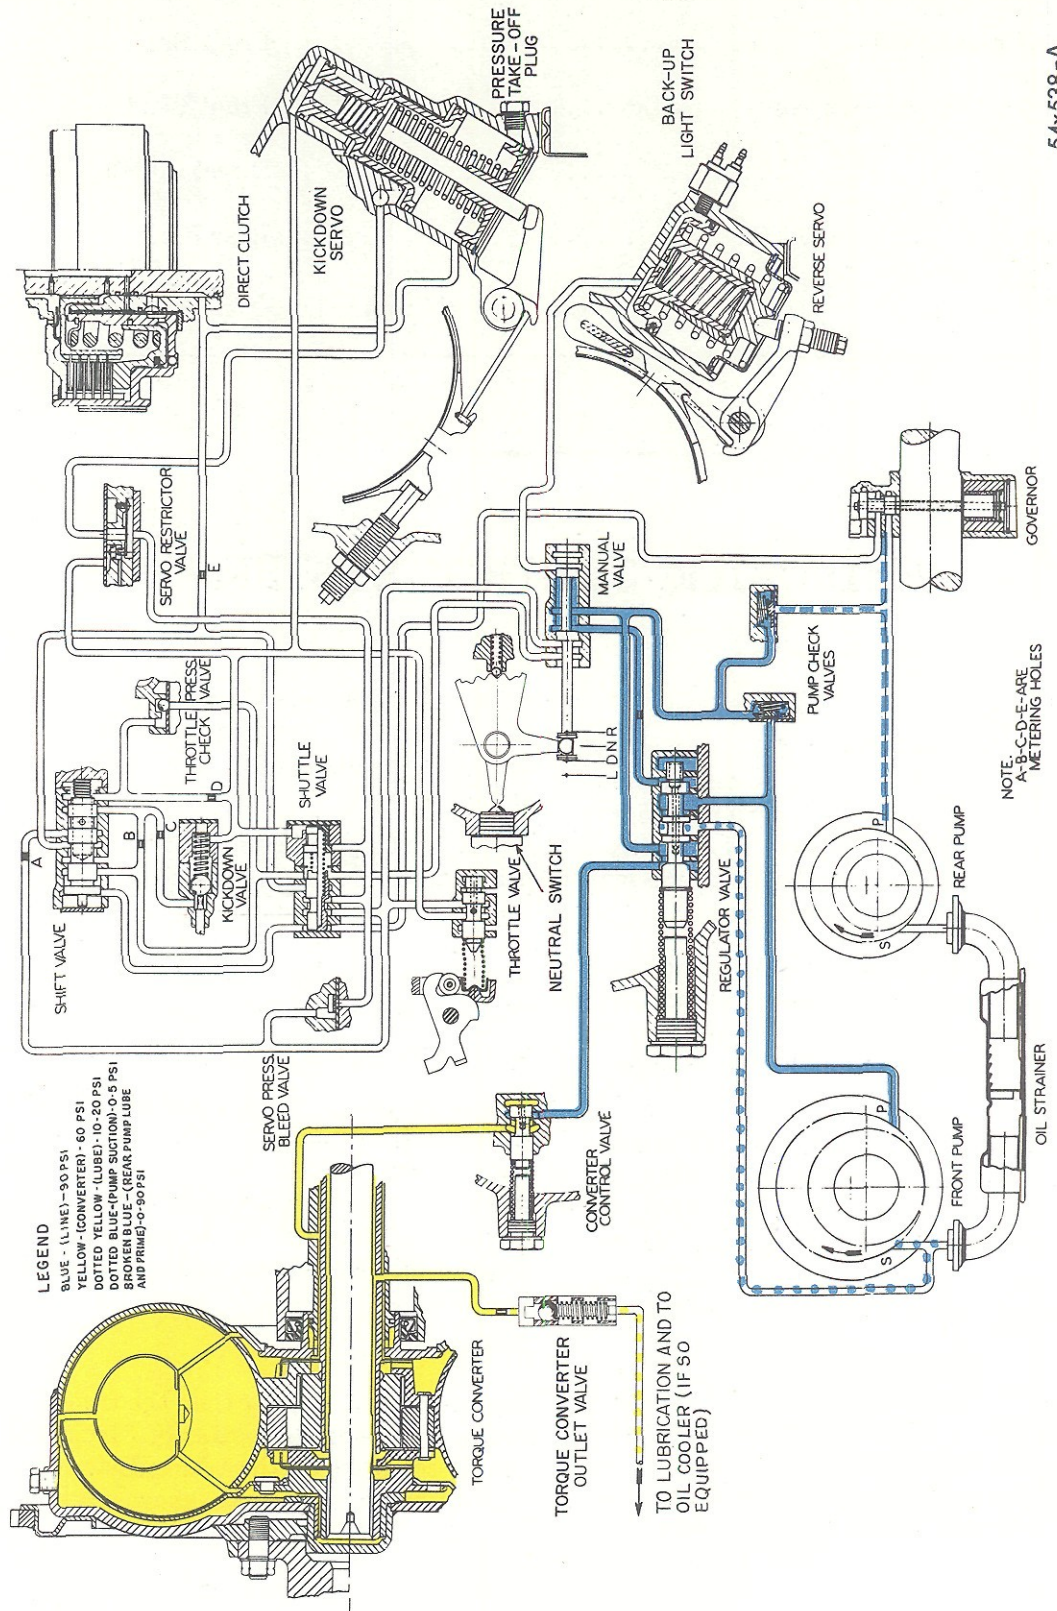 LEGEND
BLUE - (LINE) - 90 PSI
YELLOW - (CONVERTER) - 60 PSI
DOTTED YELLOW - (LUBE) - 10-20 PSI
DOTTED BLUE - (PUMP SUCTION) - 0-5 PSI
BROKEN BLUE - (REAR PUMP LUBE
AND PRIME) - 0-90 PSI
SHIFT VALVE
A
B
C
D
E
THROTTLE PRESS.
CHECK VALVE
SERVO RESTRICTOR
VALVE
DIRECT CLUTCH
KICKDOWN
VALVE
SHUTTLE
VALVE
KICKDOWN
SERVO
PRESSURE
TAKE-OFF
PLUG
SERVO PRESS.
BLEED VALVE
THROTTLE VALVE
NEUTRAL SWITCH
L D N R
MANUAL
VALVE
BACK-UP
LIGHT SWITCH
REVERSE SERVO
TORQUE CONVERTER
CONVERTER
CONTROL VALVE
REGULATOR VALVE
PUMP CHECK
VALVES
GOVERNOR
TORQUE CONVERTER
OUTLET VALVE
TO LUBRICATION AND TO
OIL COOLER (IF SO
EQUIPPED)
S
P
FRONT PUMP
S
P
REAR PUMP
OIL STRAINER
NOTE.
A-B-C-D-E-ARE
METERING HOLES
54x538-A